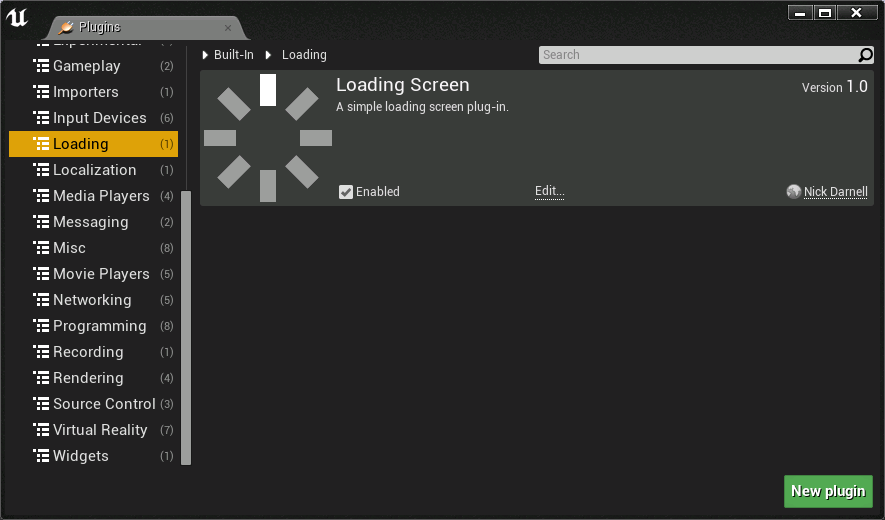 Plugins
Built-In
Loading
Search
Experimental
Gameplay (2)
Importers (1)
Input Devices (6)
Loading (1)
Localization (1)
Media Players (4)
Messaging (2)
Misc (8)
Movie Players (5)
Networking (5)
Programming (8)
Recording (1)
Rendering (4)
Source Control (3)
Virtual Reality (7)
Widgets (1)
Loading Screen
Version 1.0
A simple loading screen plug-in.
Enabled
Edit...
Nick Darnell
New plugin